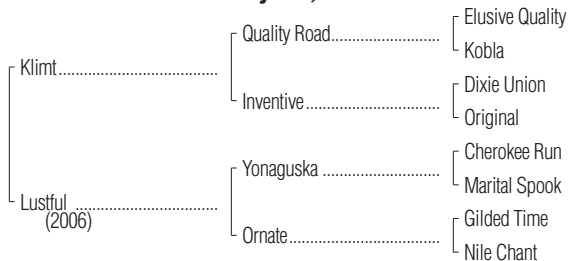 Elusive Quality
Quality Road
Kobla
Klimt
Dixie Union
Inventive
Original
Cherokee Run
Yonaguska
Marital Spook
Lustful
(2006)
Gilded Time
Ornate
Nile Chant